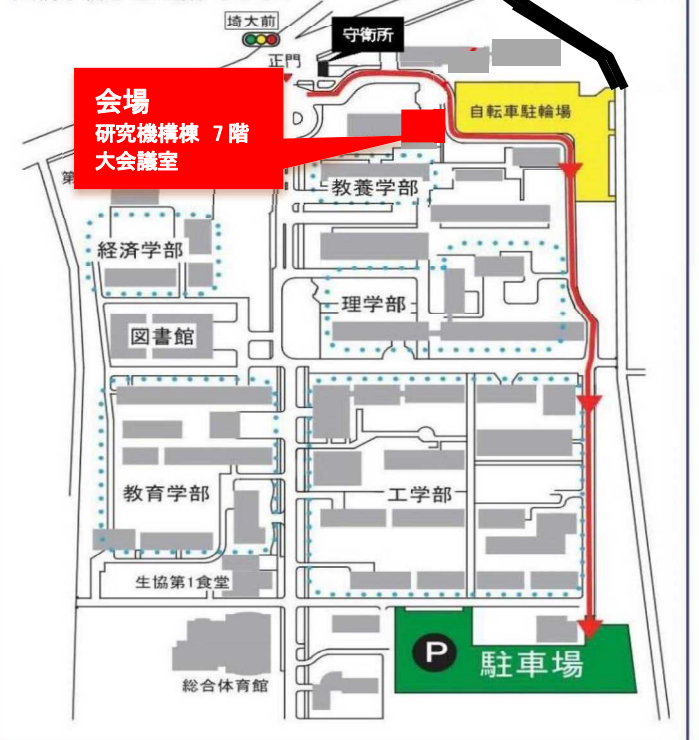 埼大前
守衛所
正門
会場
研究機構棟 7階
大会議室
自転車駐輪場
第
教養学部
経済学部
理学部
図書館
教育学部
工学部
生協第1食堂
P
駐車場
総合体育館